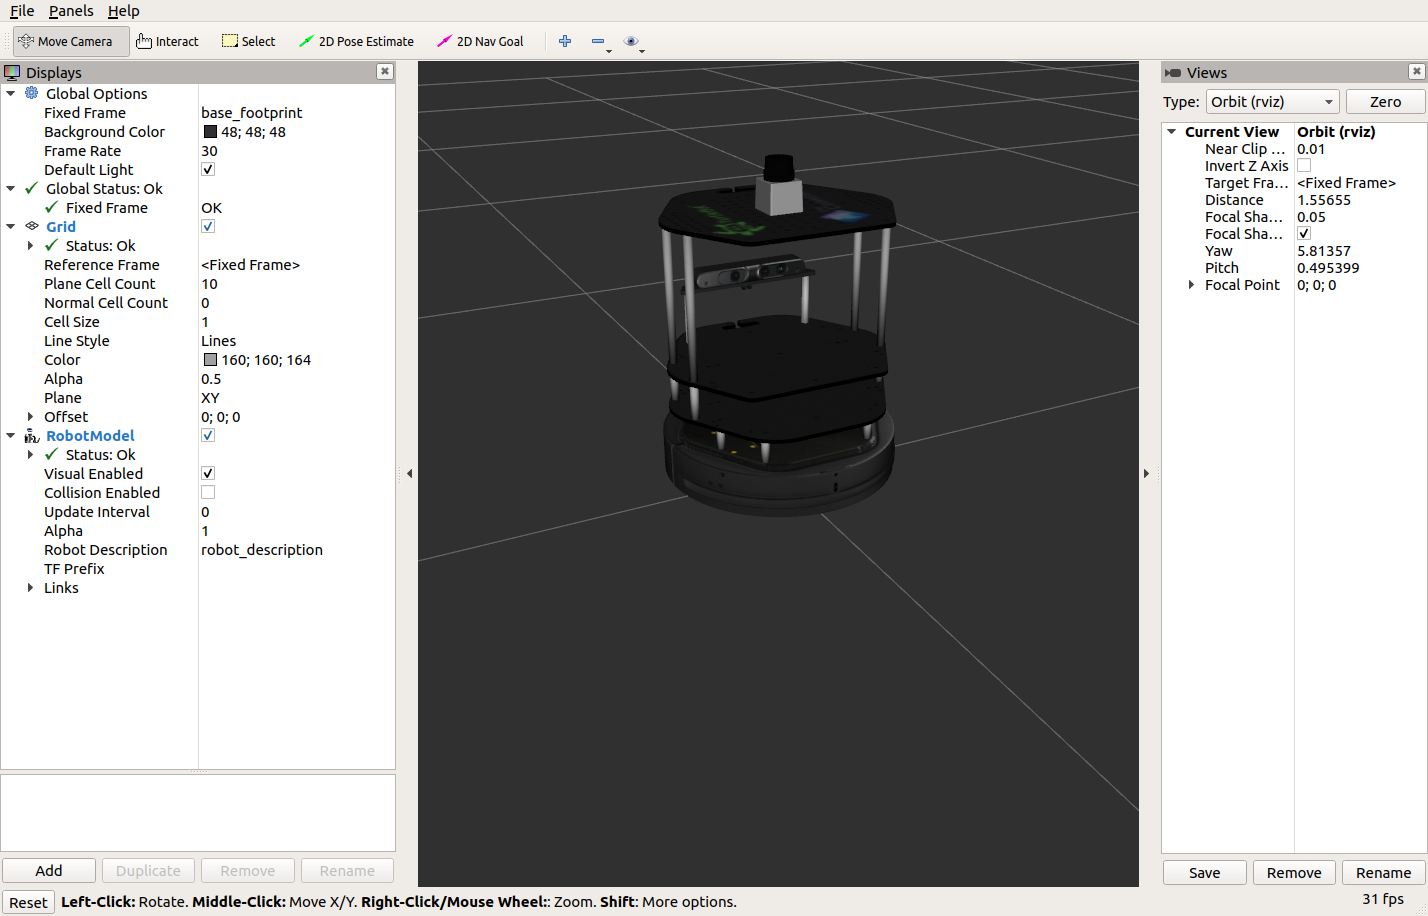 File Panels Help
Move Camera Interact Select 2D Pose Estimate 2D Nav Goal
Displays
Global Options
Fixed Frame base_footprint
Background Color 48; 48; 48
Frame Rate 30
Default Light
Global Status: Ok
Fixed Frame OK
Grid
Status: Ok
Reference Frame <Fixed Frame>
Plane Cell Count 10
Normal Cell Count 0
Cell Size 1
Line Style Lines
Color 160; 160; 164
Alpha 0.5
Plane XY
Offset 0; 0; 0
RobotModel
Status: Ok
Visual Enabled
Collision Enabled
Update Interval 0
Alpha 1
Robot Description robot_description
TF Prefix
Links
Add Duplicate Remove Rename
Views
Type: Orbit (rviz) Zero
Current View Orbit (rviz)
Near Clip ... 0.01
Invert Z Axis
Target Fra... <Fixed Frame>
Distance 1.55655
Focal Sha... 0.05
Focal Sha...
Yaw 5.81357
Pitch 0.495399
Focal Point 0; 0; 0
Save Remove Rename
Reset Left-Click: Rotate. Middle-Click: Move X/Y. Right-Click/Mouse Wheel:: Zoom. Shift: More options. 31 fps